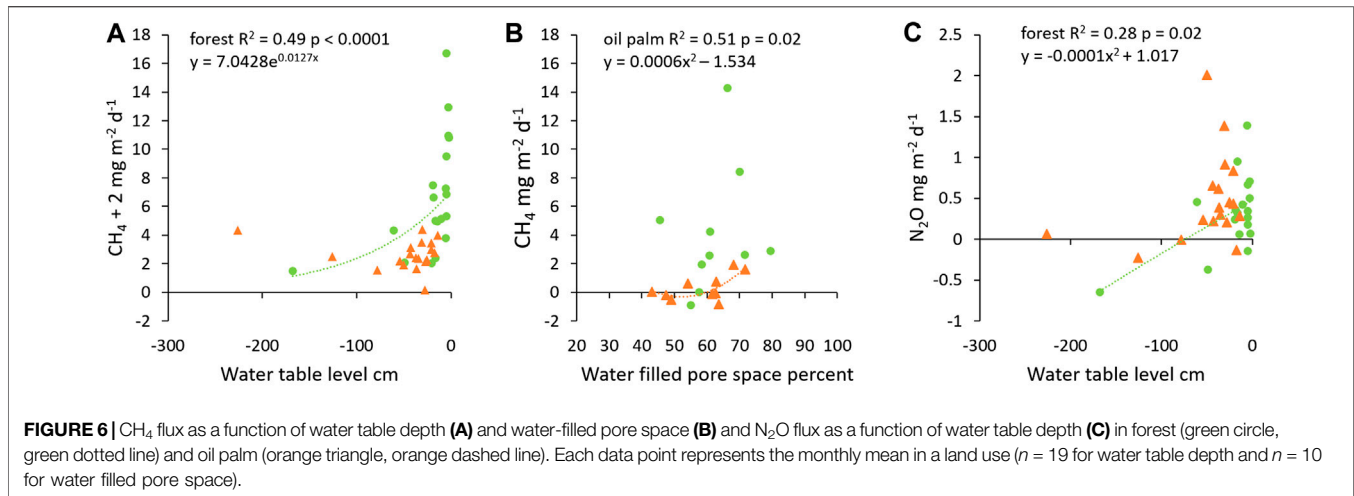 A
forest R² = 0.49 p < 0.0001
y = 7.0428e^0.0127x
CH₄ + 2 mg m⁻² d⁻¹
18
16
14
12
10
8
6
4
2
0
-2
-300 -200 -100 0
Water table level cm
B
oil palm R² = 0.51 p = 0.02
y = 0.0006x² – 1.534
CH₄ mg m⁻² d⁻¹
18
16
14
12
10
8
6
4
2
0
-2
20 30 40 50 60 70 80 90 100
Water filled pore space percent
C
forest R² = 0.28 p = 0.02
y = -0.0001x² + 1.017
N₂O mg m⁻² d⁻¹
2.5
2
1.5
1
0.5
0
-0.5
-1
-300 -200 -100 0
Water table level cm
FIGURE 6 | CH₄ flux as a function of water table depth (A) and water-filled pore space (B) and N₂O flux as a function of water table depth (C) in forest (green circle,
green dotted line) and oil palm (orange triangle, orange dashed line). Each data point represents the monthly mean in a land use (n = 19 for water table depth and n = 10
for water filled pore space).